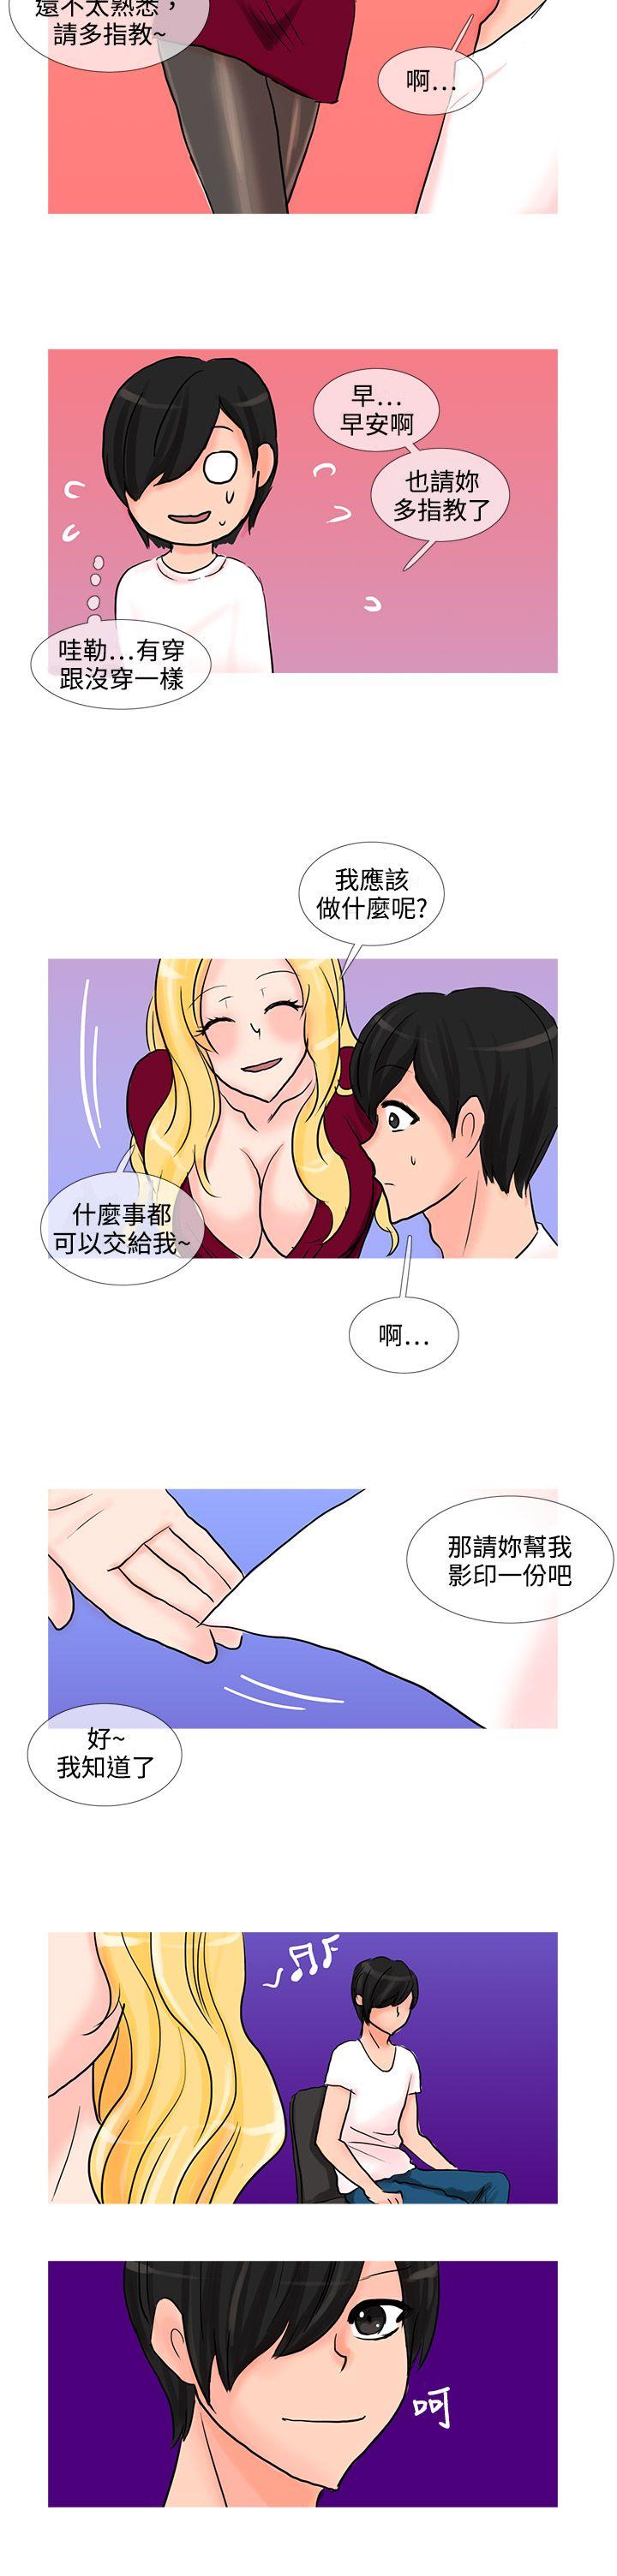 還不太熟悉，
請多指教~
啊...
早...
早安啊
也請妳
多指教了
哇勒...有穿
跟沒穿一樣
我應該
做什麼呢?
什麼事都
可以交給我~
啊...
那請妳幫我
影印一份吧
好~
我知道了
呵